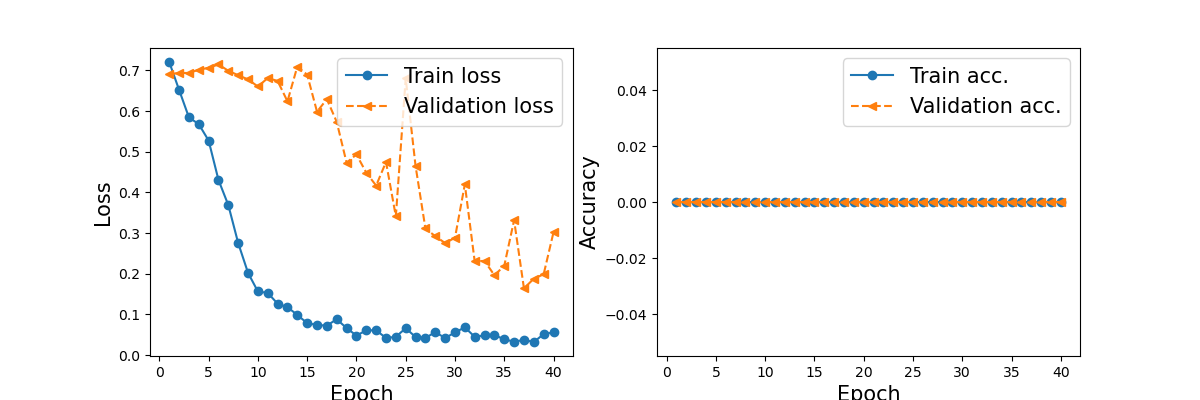 Train loss
Validation loss
Loss
0.7
0.6
0.5
0.4
0.3
0.2
0.1
0.0
0 5 10 15 20 25 30 35 40
Epoch
Train acc.
Validation acc.
Accuracy
0.04
0.02
0.00
−0.02
−0.04
0 5 10 15 20 25 30 35 40
Epoch